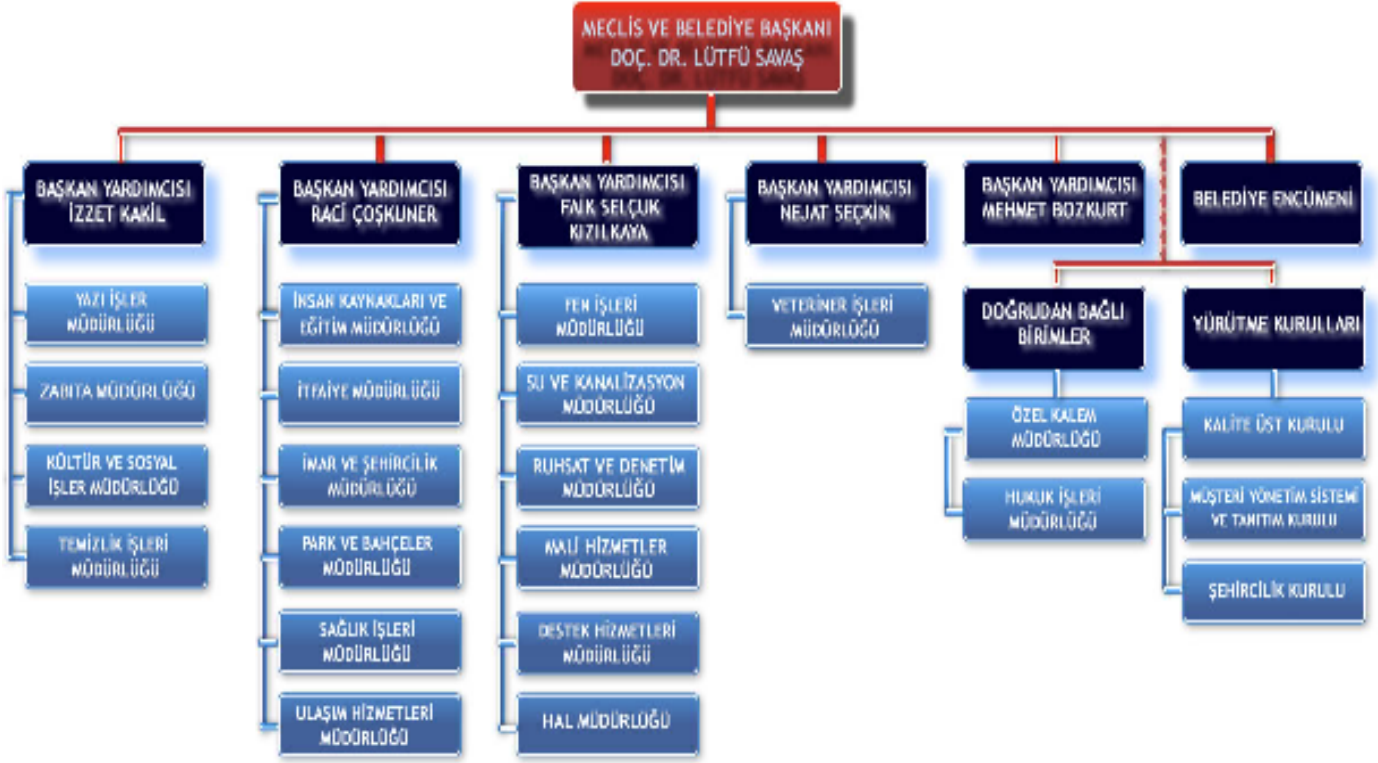 MECLİS VE BELEDİYE BAŞKANI
DOÇ. DR. LÜTFÜ SAVAŞ
BAŞKAN YARDIMCISI
İZZET KAKİL
YAZI İŞLER
MÜDÜRLÜĞÜ
ZABITA MÜDÜRLÜĞÜ
KÜLTÜR VE SOSYAL
İŞLER MÜDÜRLÜĞÜ
TEMİZLİK İŞLERİ
MÜDÜRLÜĞÜ
BAŞKAN YARDIMCISI
RACİ ÇOŞKUNER
İNSAN KAYNAKLARI VE
EĞİTİM MÜDÜRLÜĞÜ
İTFAİYE MÜDÜRLÜĞÜ
İMAR VE ŞEHİRCİLİK
MÜDÜRLÜĞÜ
PARK VE BAHÇELER
MÜDÜRLÜĞÜ
SAĞLIK İŞLERİ
MÜDÜRLÜĞÜ
ULAŞIM HİZMETLERİ
MÜDÜRLÜĞÜ
BAŞKAN YARDIMCISI
FAİK SELÇUK
KIZILKAYA
FEN İŞLERİ
MÜDÜRLÜĞÜ
SU VE KANALİZASYON
MÜDÜRLÜĞÜ
RUHSAT VE DENETİM
MÜDÜRLÜĞÜ
MALİ HİZMETLER
MÜDÜRLÜĞÜ
DESTEK HİZMETLERİ
MÜDÜRLÜĞÜ
HAL MÜDÜRLÜĞÜ
BAŞKAN YARDIMCISI
NEJAT SEÇKİN
VETERİNER İŞLERİ
MÜDÜRLÜĞÜ
BAŞKAN YARDIMCISI
MEHMET BOZKURT
BELEDİYE ENCÜMENİ
DOĞRUDAN BAĞLI
BİRİMLER
ÖZEL KALEM
MÜDÜRLÜĞÜ
HUKUK İŞLERİ
MÜDÜRLÜĞÜ
YÜRÜTME KURULLARI
KALİTE ÜST KURULU
MÜŞTERİ YÖNETİM SİSTEMİ
VE TANITIM KURULU
ŞEHİRCİLİK KURULU